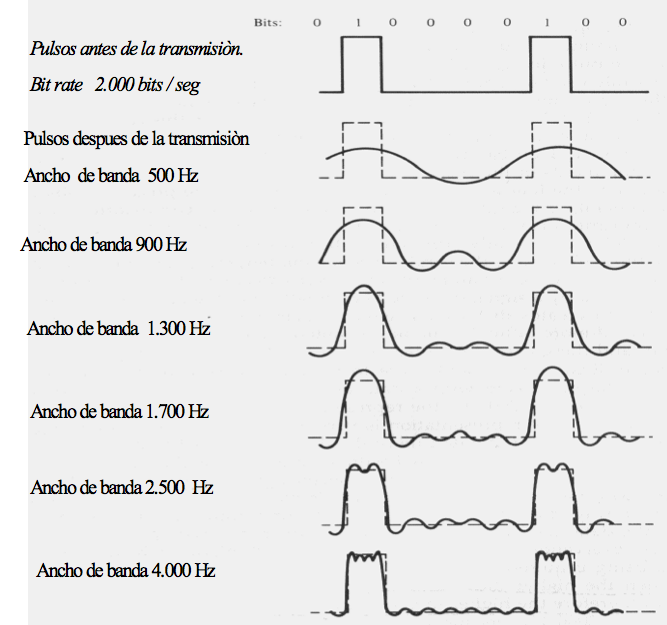 Bits: 0 1 0 0 0 0 1 0 0
Pulsos antes de la transmisiòn.
Bit rate 2.000 bits / seg
Pulsos despues de la transmisiòn
Ancho de banda 500 Hz
Ancho de banda 900 Hz
Ancho de banda 1.300 Hz
Ancho de banda 1.700 Hz
Ancho de banda 2.500 Hz
Ancho de banda 4.000 Hz